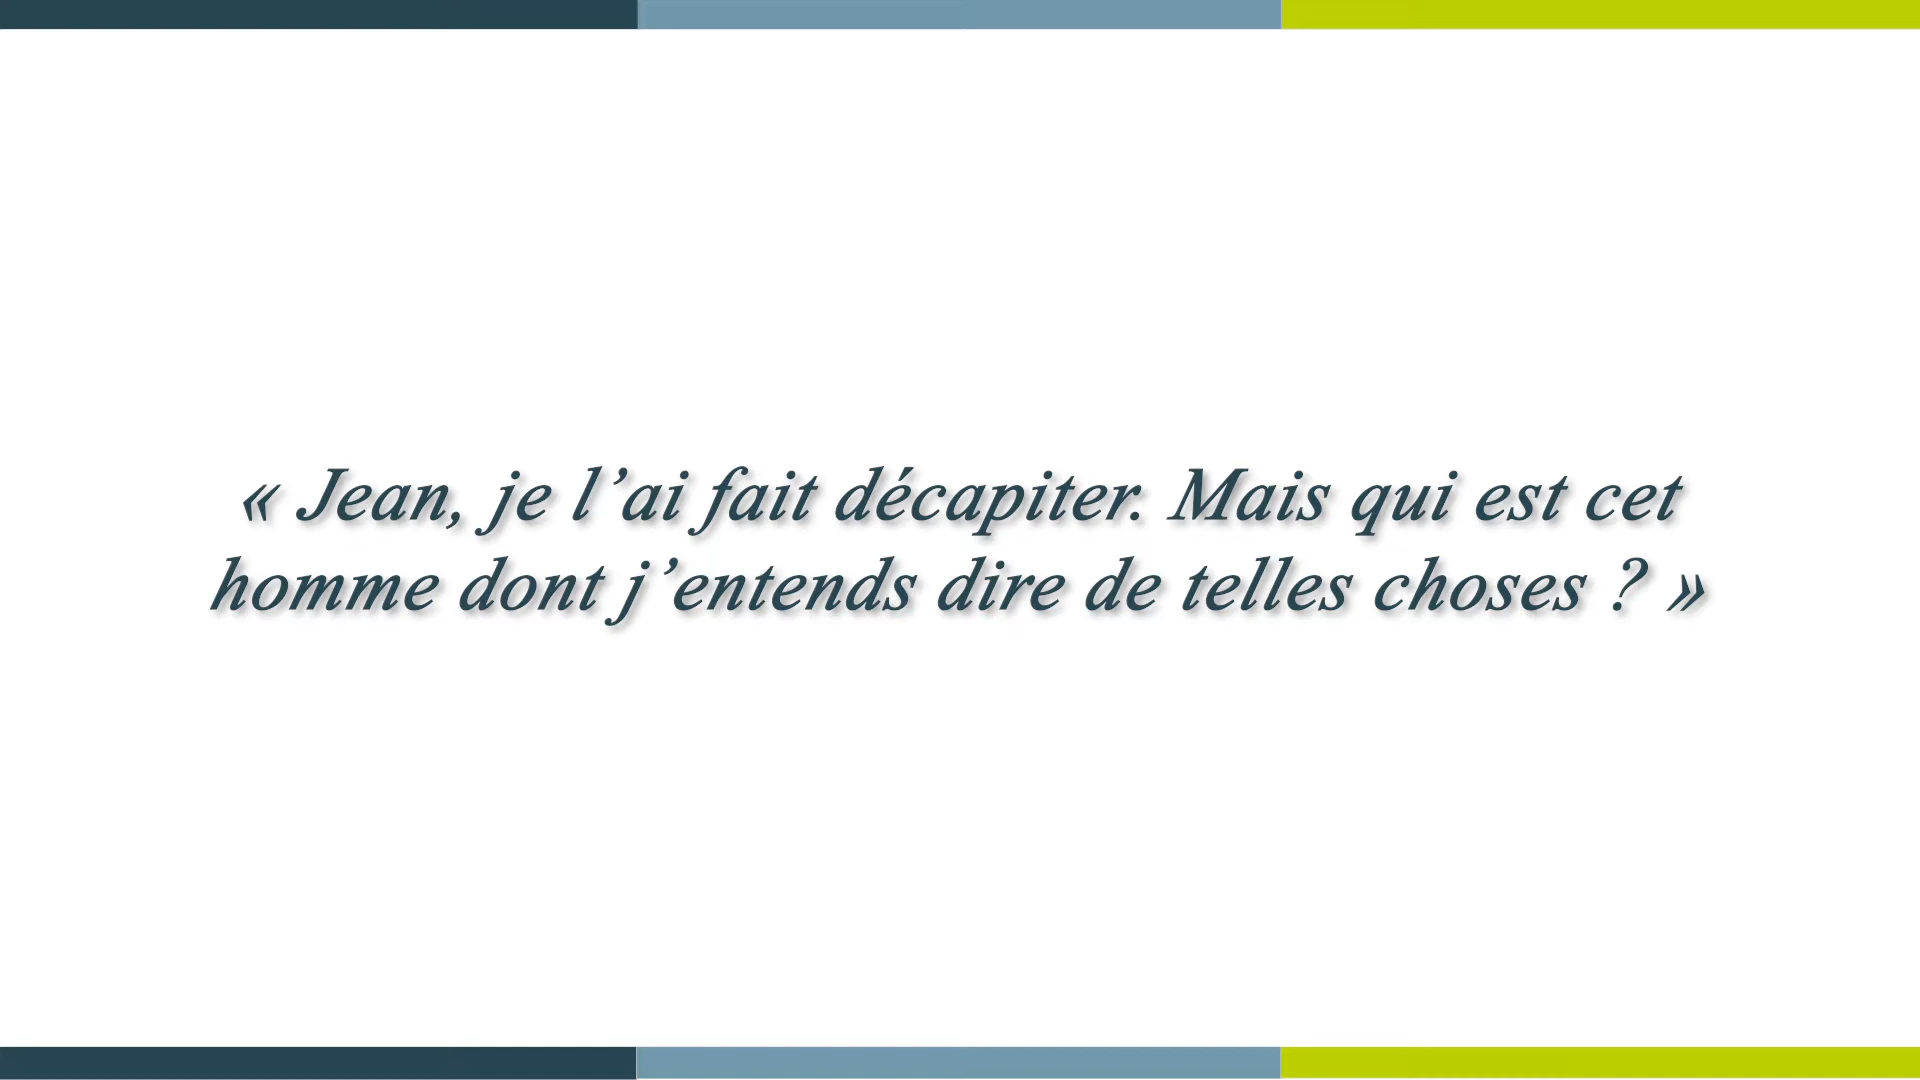 « Jean, je l’ai fait décapiter. Mais qui est cet
homme dont j’entends dire de telles choses ? »